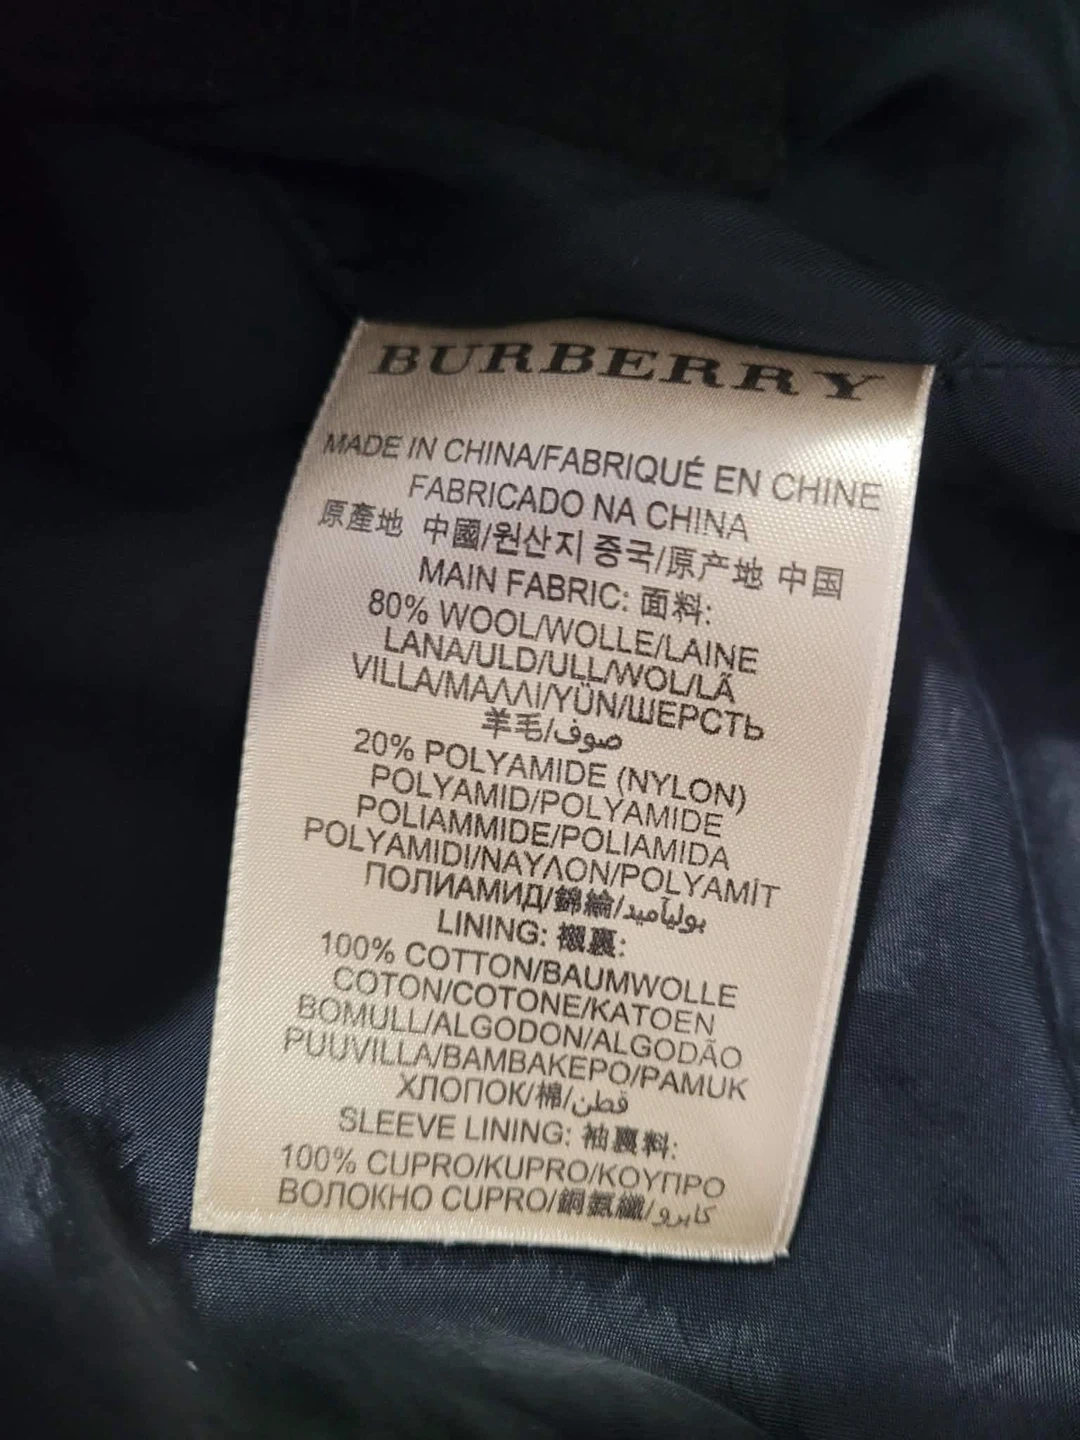 BURBERRY
MADE IN CHINA/FABRIQUÉ EN CHINE
FABRICADO NA CHINA
原產地 中國/원산지 중국/原产地 中国
MAIN FABRIC: 面料:
80% WOOL/WOLLE/LAINE
LANA/ULD/ULL/WOL/LÃ
VILLA/ΜΑΛΛΙ/YÜN/ШЕРСТЬ
羊毛/صوف
20% POLYAMIDE (NYLON)
POLYAMID/POLYAMIDE
POLIAMMIDE/POLIAMIDA
POLYAMIDI/ΝΑΥΛΟΝ/POLYAMİT
ПОЛИАМИД/錦綸/بوليآميد
LINING: 襯裏:
100% COTTON/BAUMWOLLE
COTON/COTONE/KATOEN
BOMULL/ALGODON/ALGODÃO
PUUVILLA/ΒΑΜΒΑΚΕΡΟ/PAMUK
ХЛОПОК/棉/قطن
SLEEVE LINING: 袖裏料:
100% CUPRO/KUPRO/ΚΟΥΠΡΟ
ВОЛОКНО CUPRO/銅氨纖/كابرو